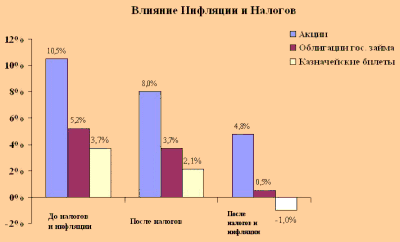 Влияние Инфляции и Налогов
Акции
Облигации гос. займа
Казначейские билеты
12%
10%
8%
6%
4%
2%
0%
-2%
10,5%
5,2%
3,7%
8,0%
3,7%
2,1%
4,8%
0,5%
-1,0%
До налогов
и инфляции
После налогов
После
налогов и
инфляции